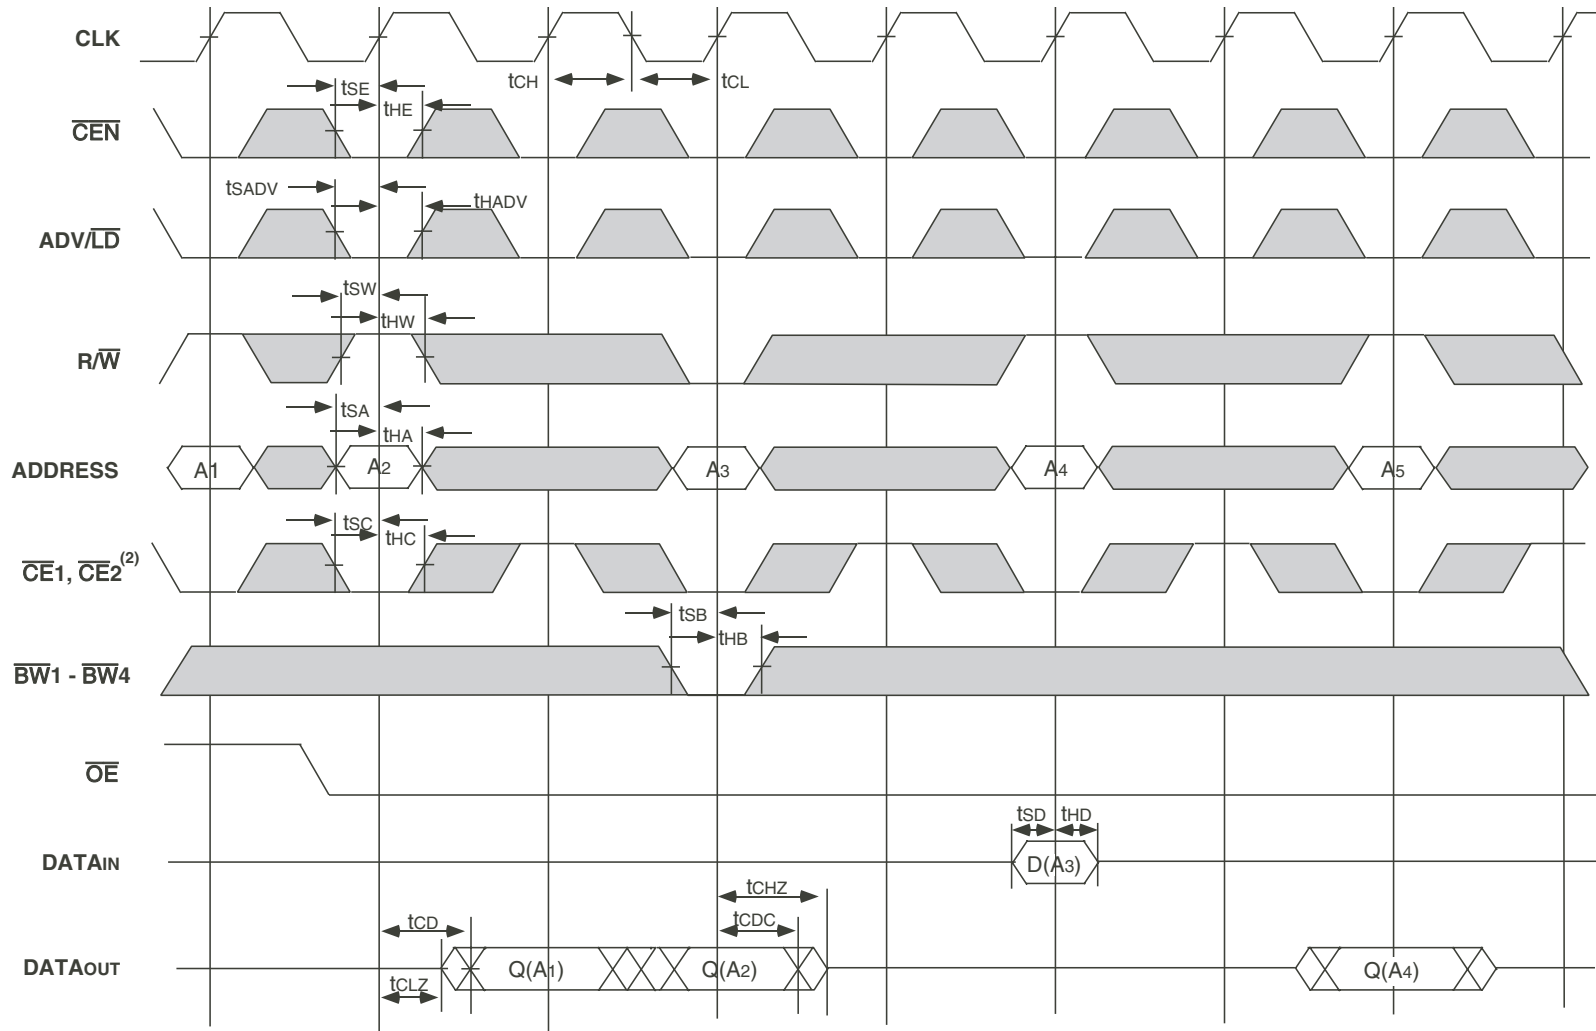 CLK
tCH
tCL
tSE
tHE
CEN
tSADV
tHADV
ADV/LD
tSW
tHW
R/W
tSA
tHA
ADDRESS
A1
A2
A3
A4
A5
tSC
tHC
CE1, CE2(2)
tSB
tHB
BW1 - BW4
OE
tSD
tHD
DATAIN
D(A3)
tCHZ
tCD
tCDC
DATAOUT
Q(A1)
Q(A2)
Q(A4)
tCLZ